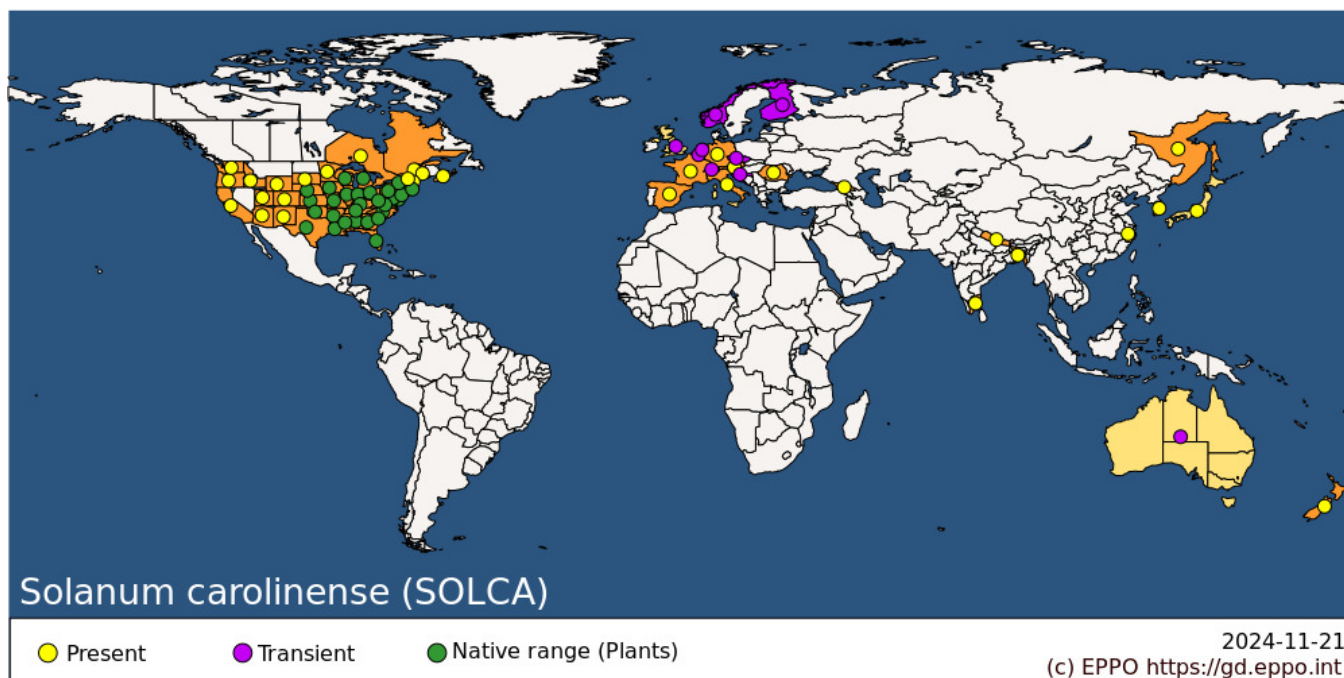 Solanum carolinense (SOLCA)
Present
Transient
Native range (Plants)
2024-11-21
(c) EPPO https://gd.eppo.int